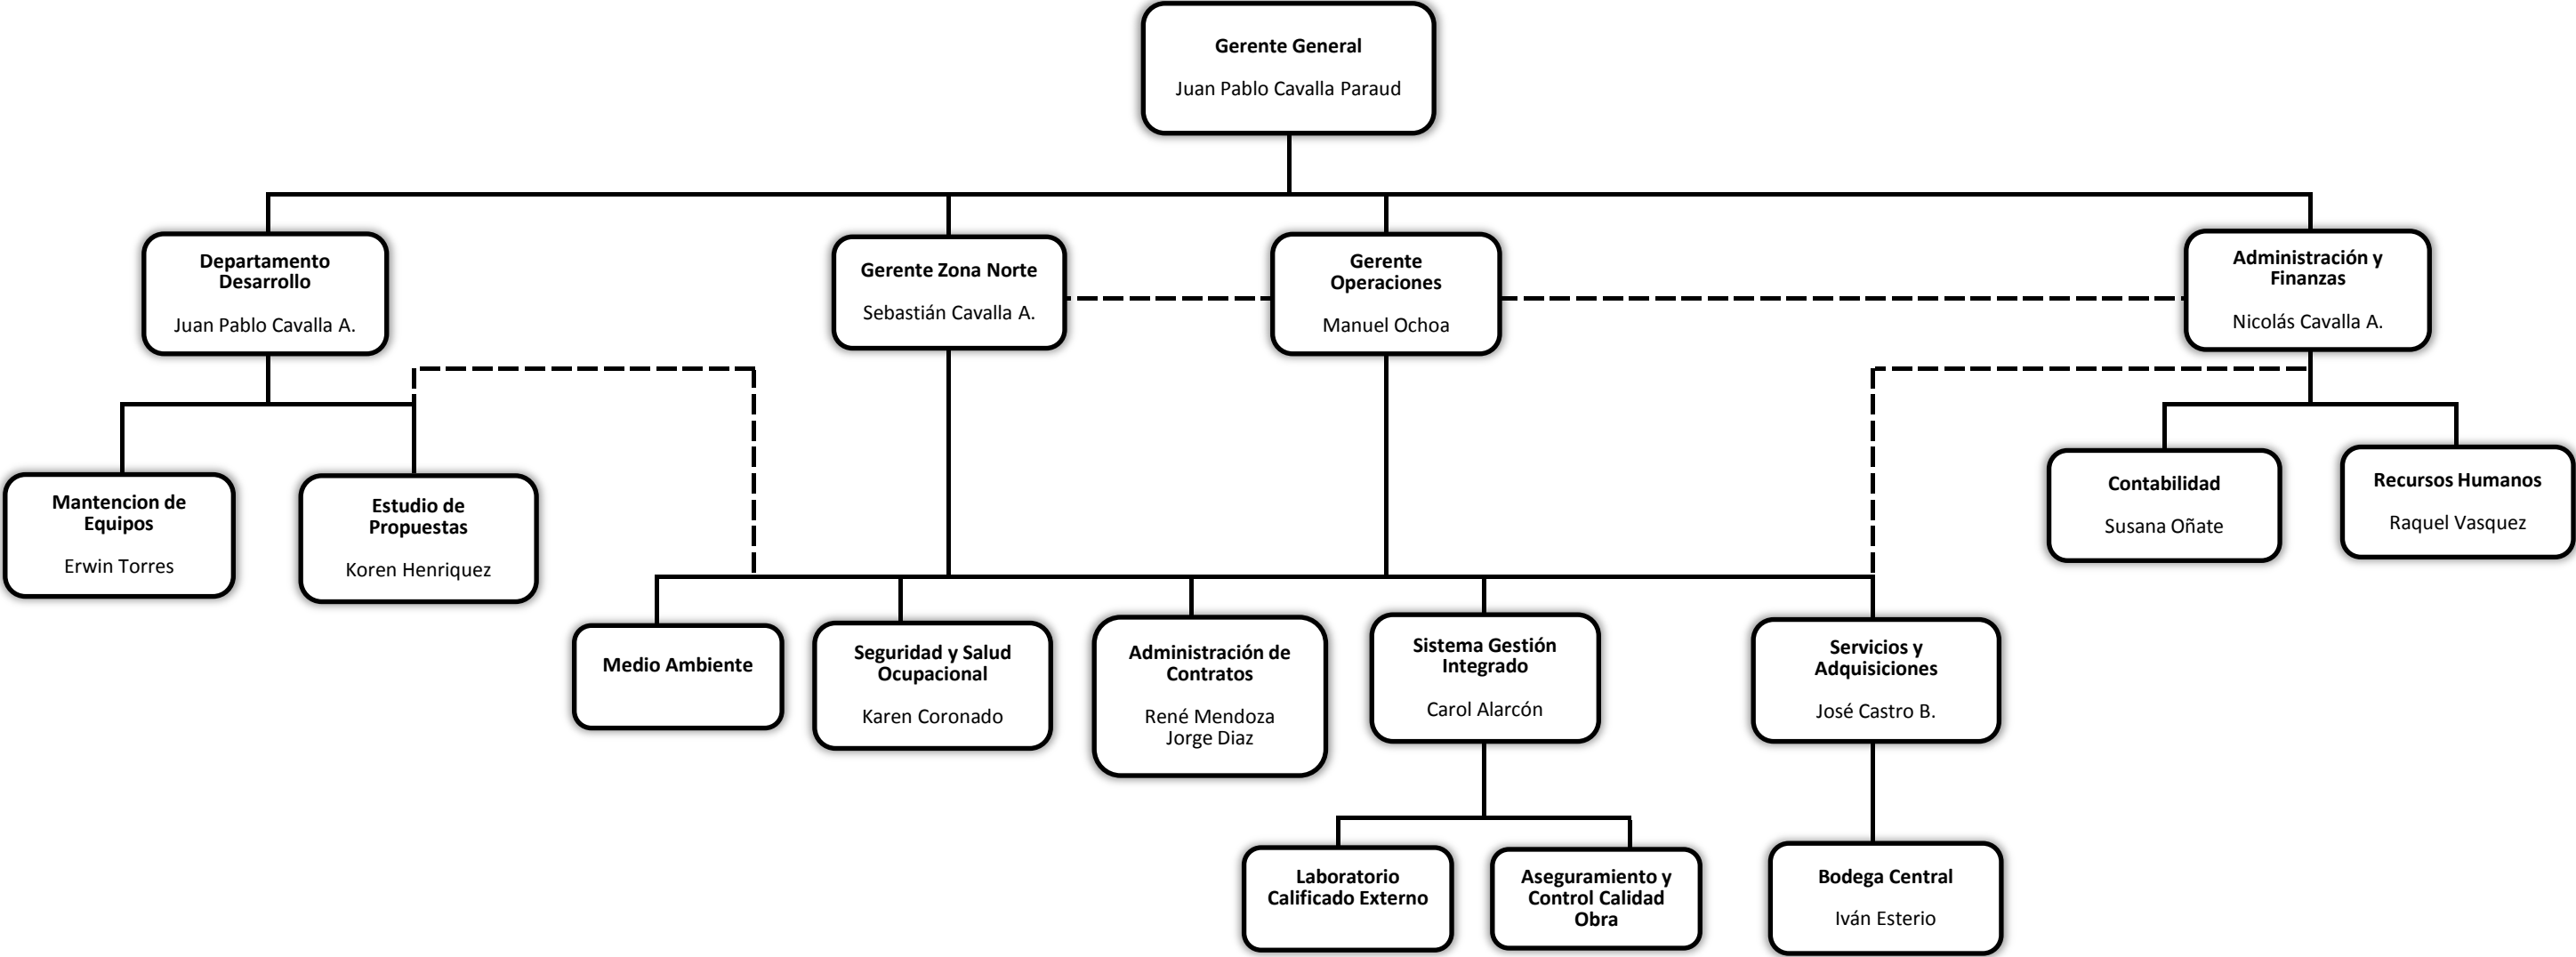 Gerente General
Juan Pablo Cavalla Paraud
Departamento
Desarrollo
Juan Pablo Cavalla A.
Gerente Zona Norte
Sebastián Cavalla A.
Gerente
Operaciones
Manuel Ochoa
Administración y
Finanzas
Nicolás Cavalla A.
Mantencion de
Equipos
Erwin Torres
Estudio de
Propuestas
Koren Henriquez
Contabilidad
Susana Oñate
Recursos Humanos
Raquel Vasquez
Medio Ambiente
Seguridad y Salud
Ocupacional
Karen Coronado
Administración de
Contratos
René Mendoza
Jorge Diaz
Sistema Gestión
Integrado
Carol Alarcón
Servicios y
Adquisiciones
José Castro B.
Laboratorio
Calificado Externo
Aseguramiento y
Control Calidad
Obra
Bodega Central
Iván Esterio